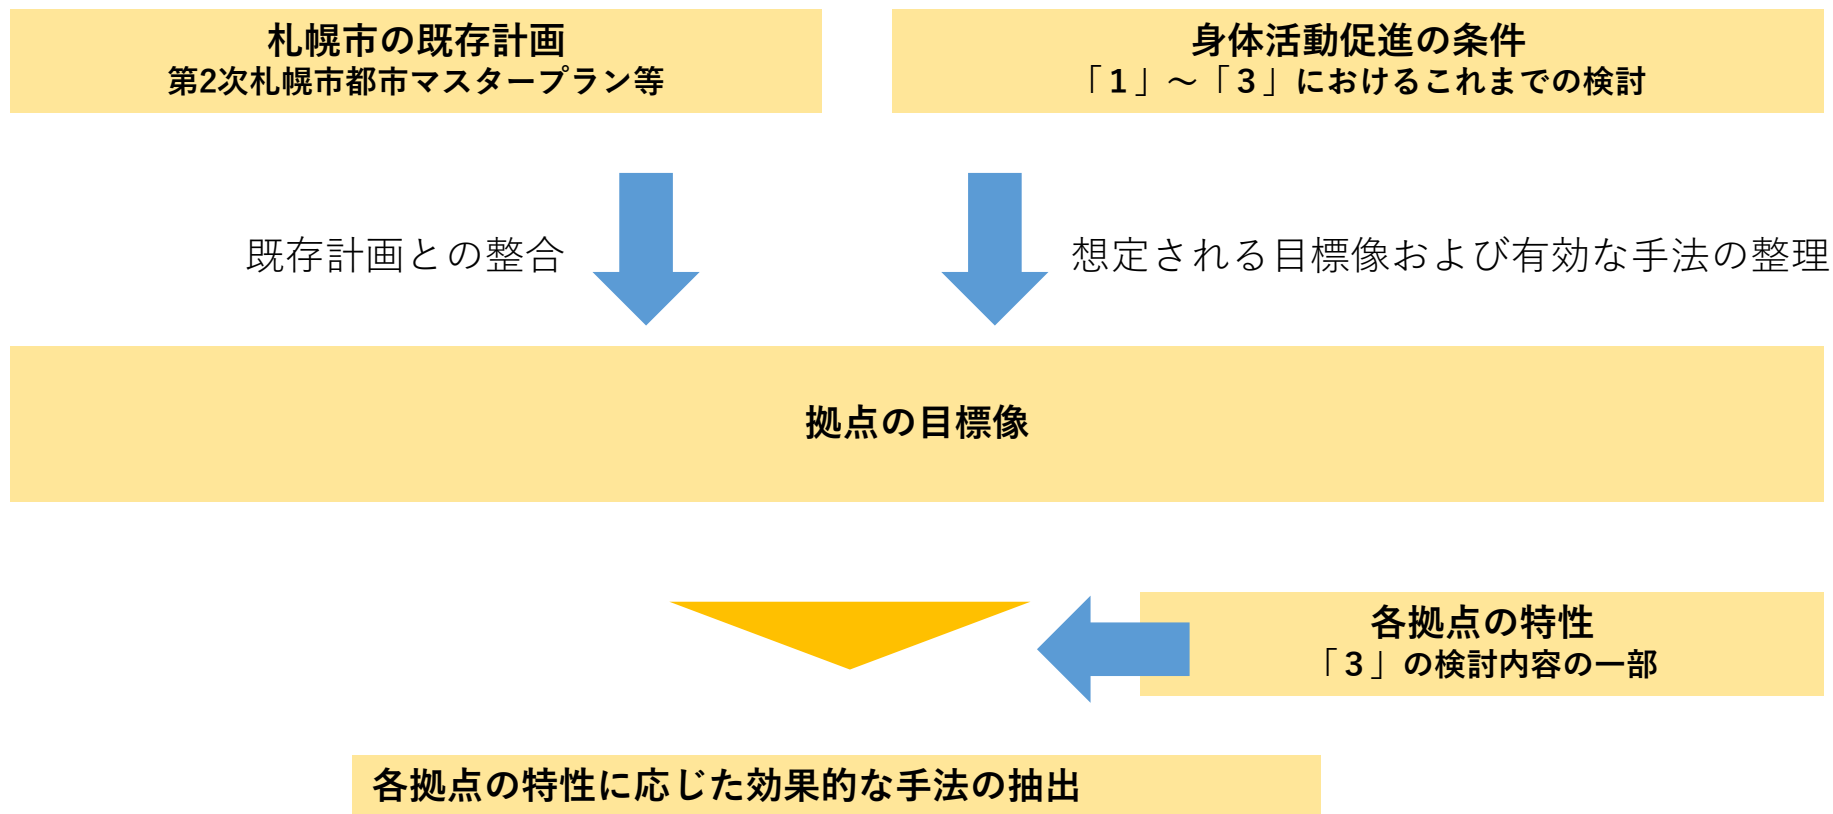 札幌市の既存計画
第2次札幌市都市マスタープラン等
身体活動促進の条件
「１」～「３」におけるこれまでの検討
既存計画との整合
想定される目標像および有効な手法の整理
拠点の目標像
各拠点の特性
「３」の検討内容の一部
各拠点の特性に応じた効果的な手法の抽出